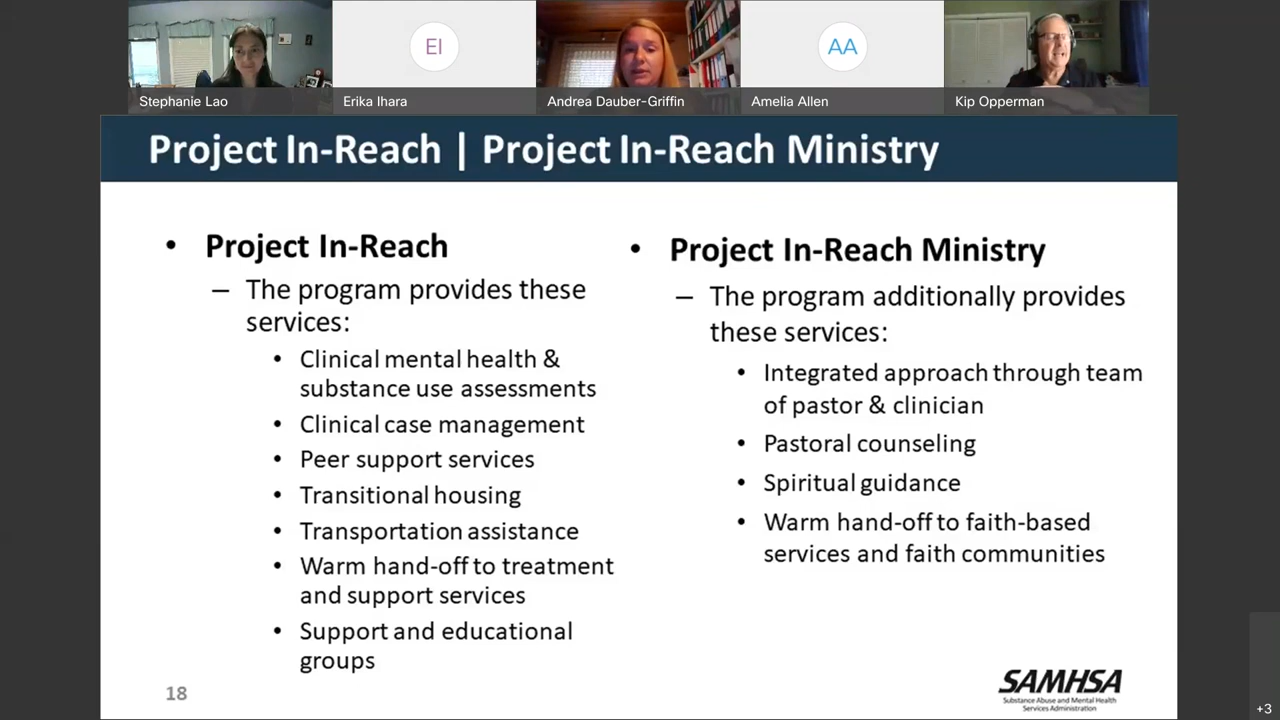 EI
AA
Stephanie Lao
Erika Ihara
Andrea Dauber-Griffin
Amelia Allen
Kip Opperman
Project In-Reach | Project In-Reach Ministry
• Project In-Reach
– The program provides these
services:
• Clinical mental health &
substance use assessments
• Clinical case management
• Peer support services
• Transitional housing
• Transportation assistance
• Warm hand-off to treatment
and support services
• Support and educational
groups
• Project In-Reach Ministry
– The program additionally provides
these services:
• Integrated approach through team
of pastor & clinician
• Pastoral counseling
• Spiritual guidance
• Warm hand-off to faith-based
services and faith communities
18
SAMHSA
Substance Abuse and Mental Health
Services Administration
+3